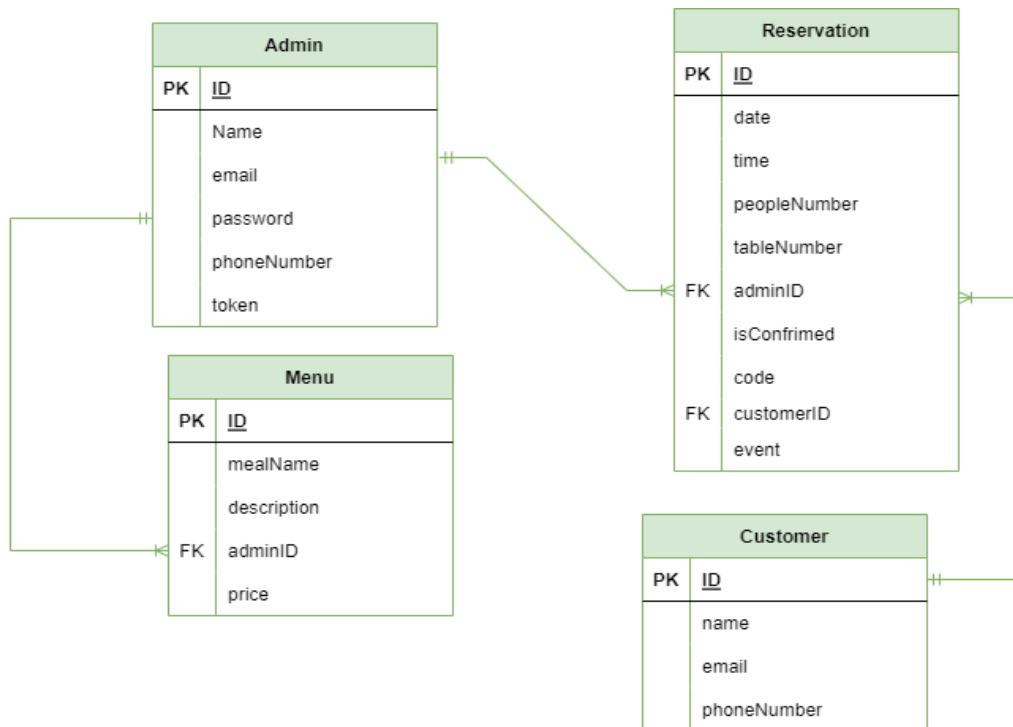 Admin
PK ID
Name
email
password
phoneNumber
token
Menu
PK ID
mealName
description
FK adminID
price
Reservation
PK ID
date
time
peopleNumber
tableNumber
FK adminID
isConfrimed
code
FK customerID
event
Customer
PK ID
name
email
phoneNumber